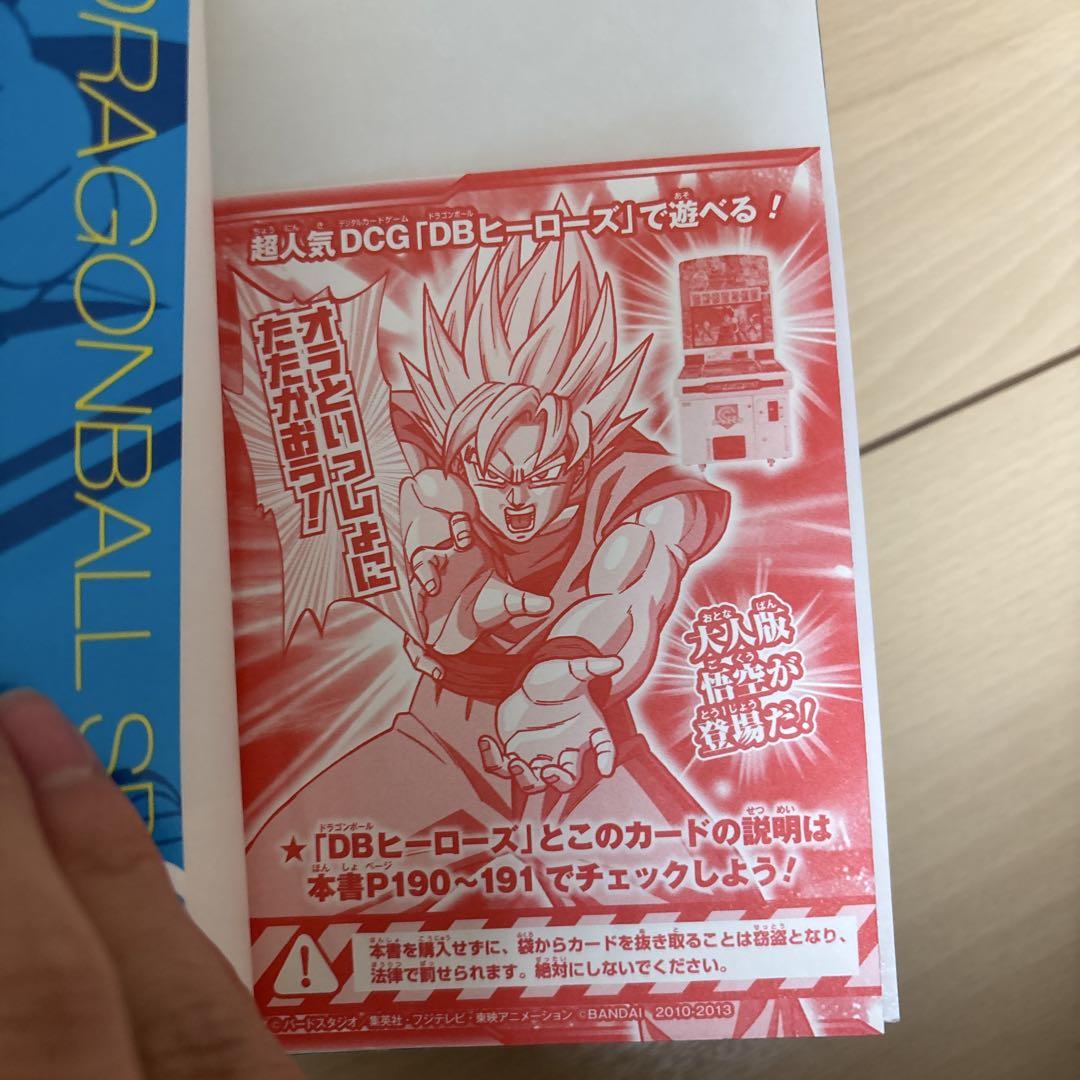 DRAGONBALL S
超人気DCG「DBヒーローズ」で遊べる!
オラといっしょに
たたかおう!
大人版
悟空が
登場だ!
★「DBヒーローズ」とこのカードの説明は
本書P190〜191でチェックしよう!
本書を購入せずに、袋からカードを抜き取ることは窃盗となり、
法律で罰せられます。絶対にしないでください。
©バードスタジオ/集英社・フジテレビ・東映アニメーション ©BANDAI 2010-2013